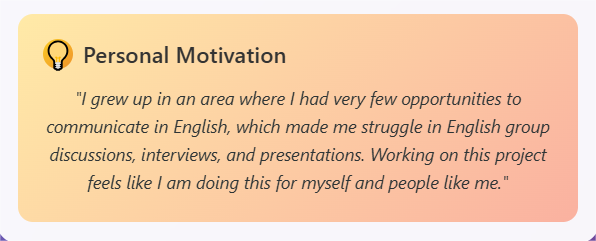 Personal Motivation
"I grew up in an area where I had very few opportunities to
communicate in English, which made me struggle in English group
discussions, interviews, and presentations. Working on this project
feels like I am doing this for myself and people like me."